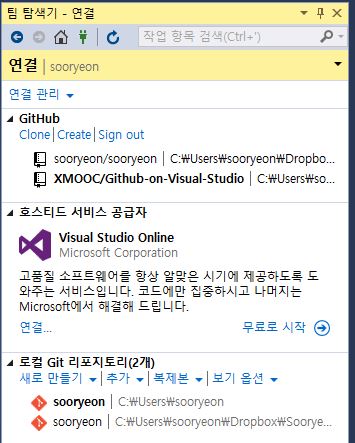 팀 탐색기 - 연결
작업 항목 검색(Ctrl+')
연결 | sooryeon
연결 관리
GitHub
Clone | Create | Sign out
sooryeon/sooryeon | C:₩Users₩sooryeon₩Dropbo...
XMOOC/Github-on-Visual-Studio | C:₩Users₩so...
호스티드 서비스 공급자
Visual Studio Online
Microsoft Corporation
고품질 소프트웨어를 항상 알맞은 시기에 제공하도록 도
와주는 서비스입니다. 코드에만 집중하시고 나머지는
Microsoft에서 해결해 드립니다.
연결... 무료로 시작
로컬 Git 리포지토리(2개)
새로 만들기 | 추가 | 복제본 | 보기 옵션
sooryeon | C:₩Users₩sooryeon
sooryeon | C:₩Users₩sooryeon₩Dropbox₩Soorye...